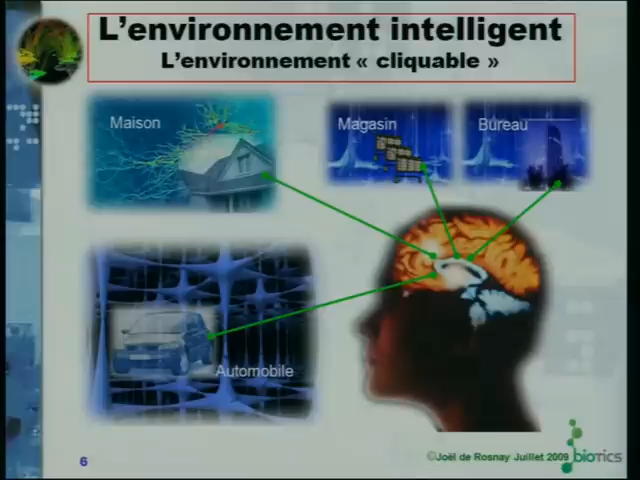 L'environnement intelligent
L'environnement « cliquable »
Maison
Magasin
Bureau
Automobile
6
©Joël de Rosnay Juillet 2009
biotics